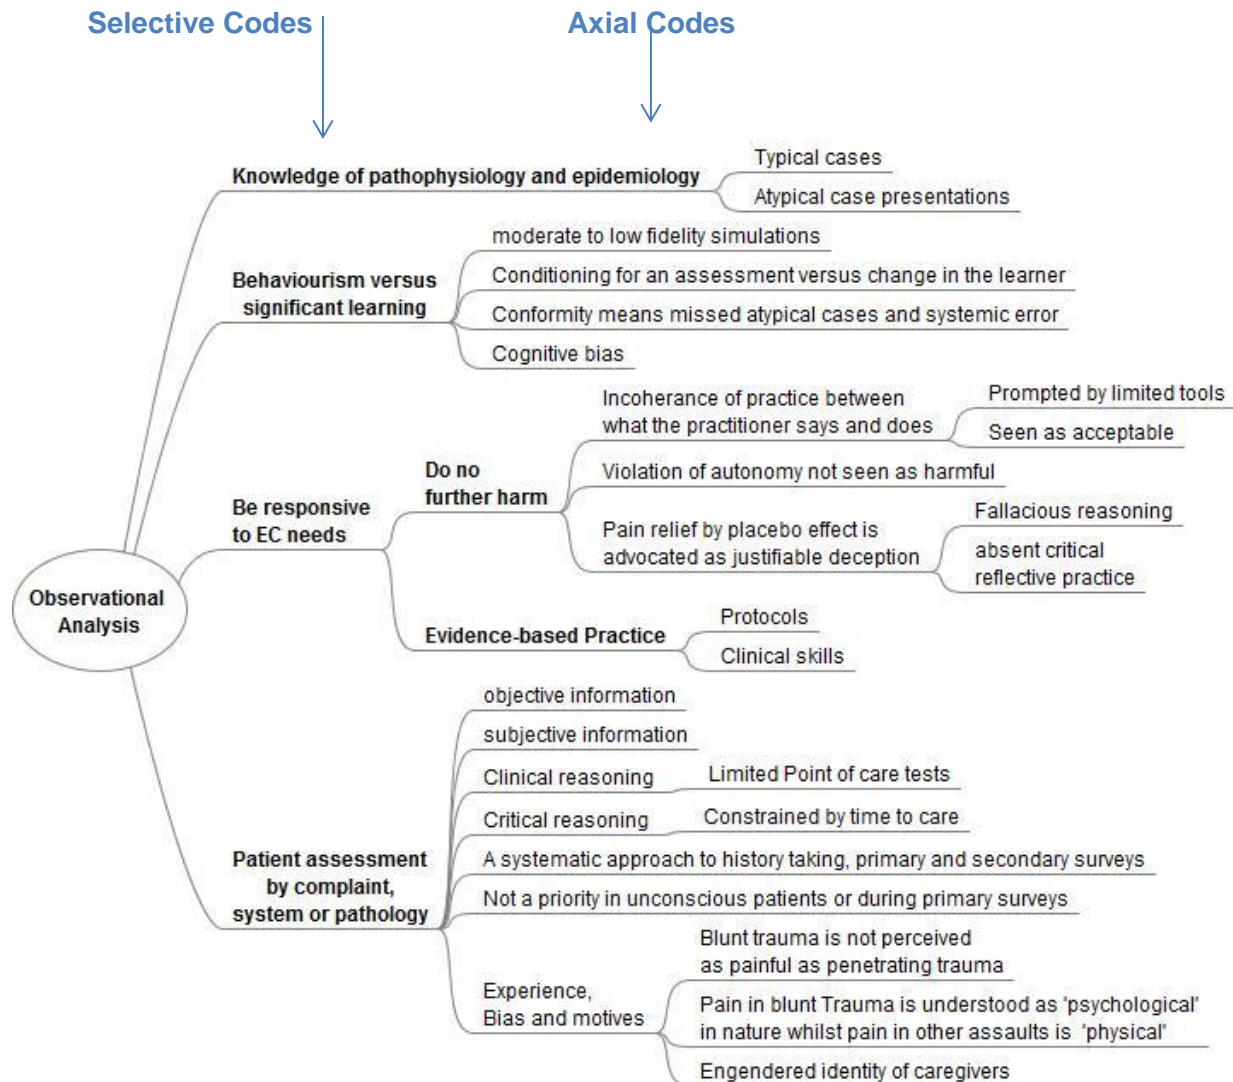 Selective Codes
Axial Codes
Knowledge of pathophysiology and epidemiology
Typical cases
Atypical case presentations
Behaviourism versus
significant learning
moderate to low fidelity simulations
Conditioning for an assessment versus change in the learner
Conformity means missed atypical cases and systemic error
Cognitive bias
Observational
Analysis
Be responsive
to EC needs
Do no
further harm
Incoherance of practice between
what the practitioner says and does
Prompted by limited tools
Seen as acceptable
Violation of autonomy not seen as harmful
Pain relief by placebo effect is
advocated as justifiable deception
Fallacious reasoning
absent critical
reflective practice
Evidence-based Practice
Protocols
Clinical skills
Patient assessment
by complaint,
system or pathology
objective information
subjective information
Clinical reasoning
Limited Point of care tests
Critical reasoning
Constrained by time to care
A systematic approach to history taking, primary and secondary surveys
Not a priority in unconscious patients or during primary surveys
Experience,
Bias and motives
Blunt trauma is not perceived
as painful as penetrating trauma
Pain in blunt Trauma is understood as 'psychological'
in nature whilst pain in other assaults is 'physical'
Engendered identity of caregivers